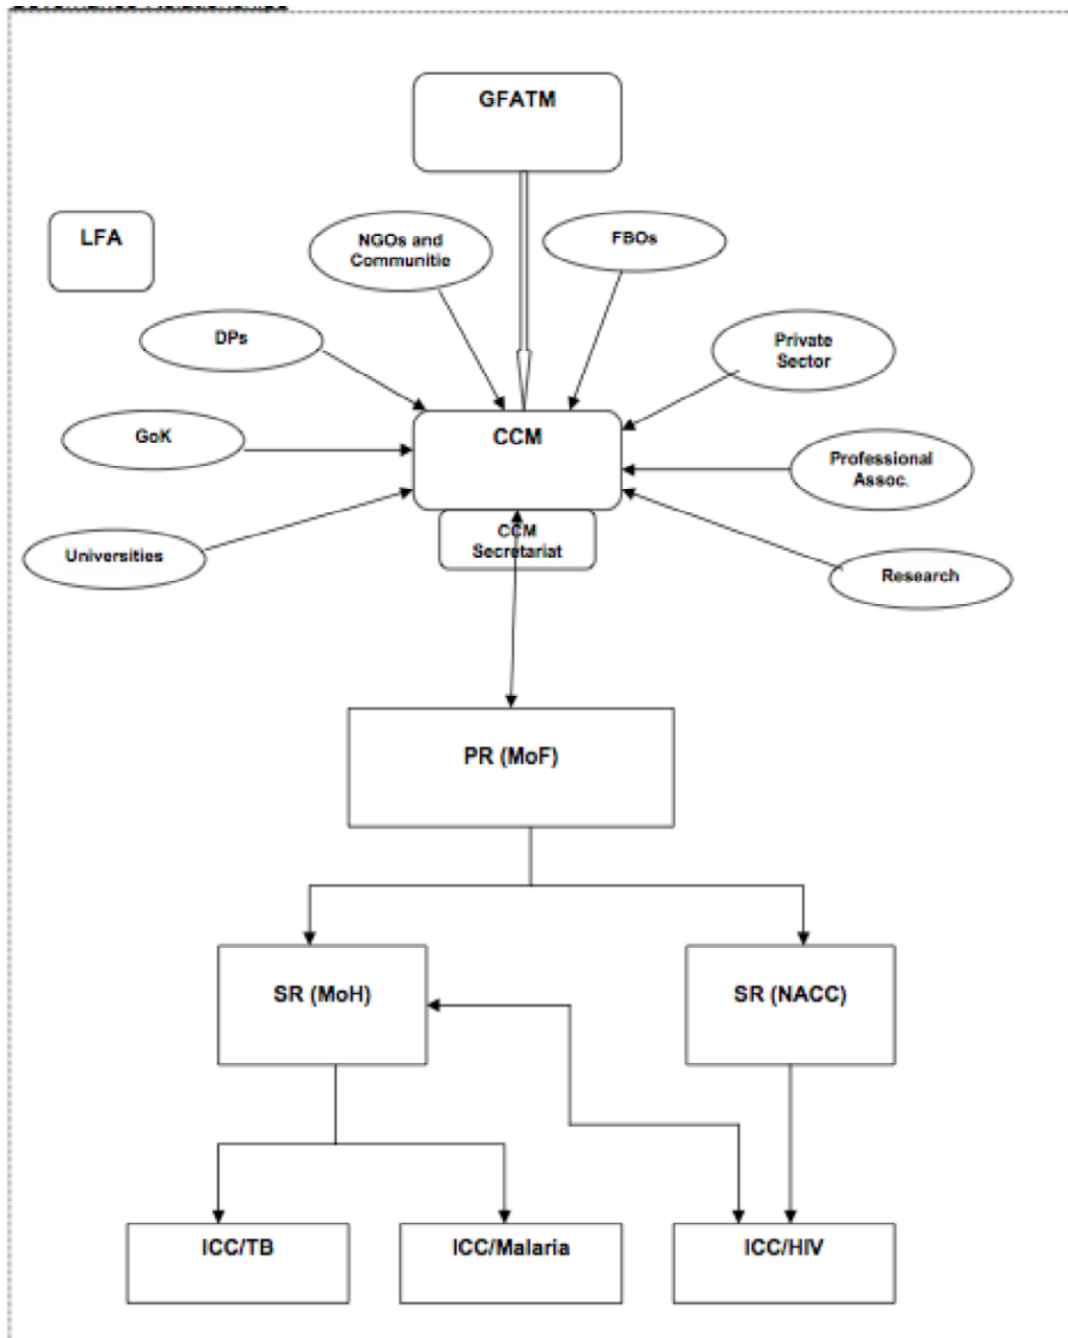 GFATM
LFA
NGOs and
Communitie
FBOs
DPs
Private
Sector
GoK
CCM
Professional
Assoc.
CCM
Secretariat
Universities
Research
PR (MoF)
SR (MoH)
SR (NACC)
ICC/TB
ICC/Malaria
ICC/HIV